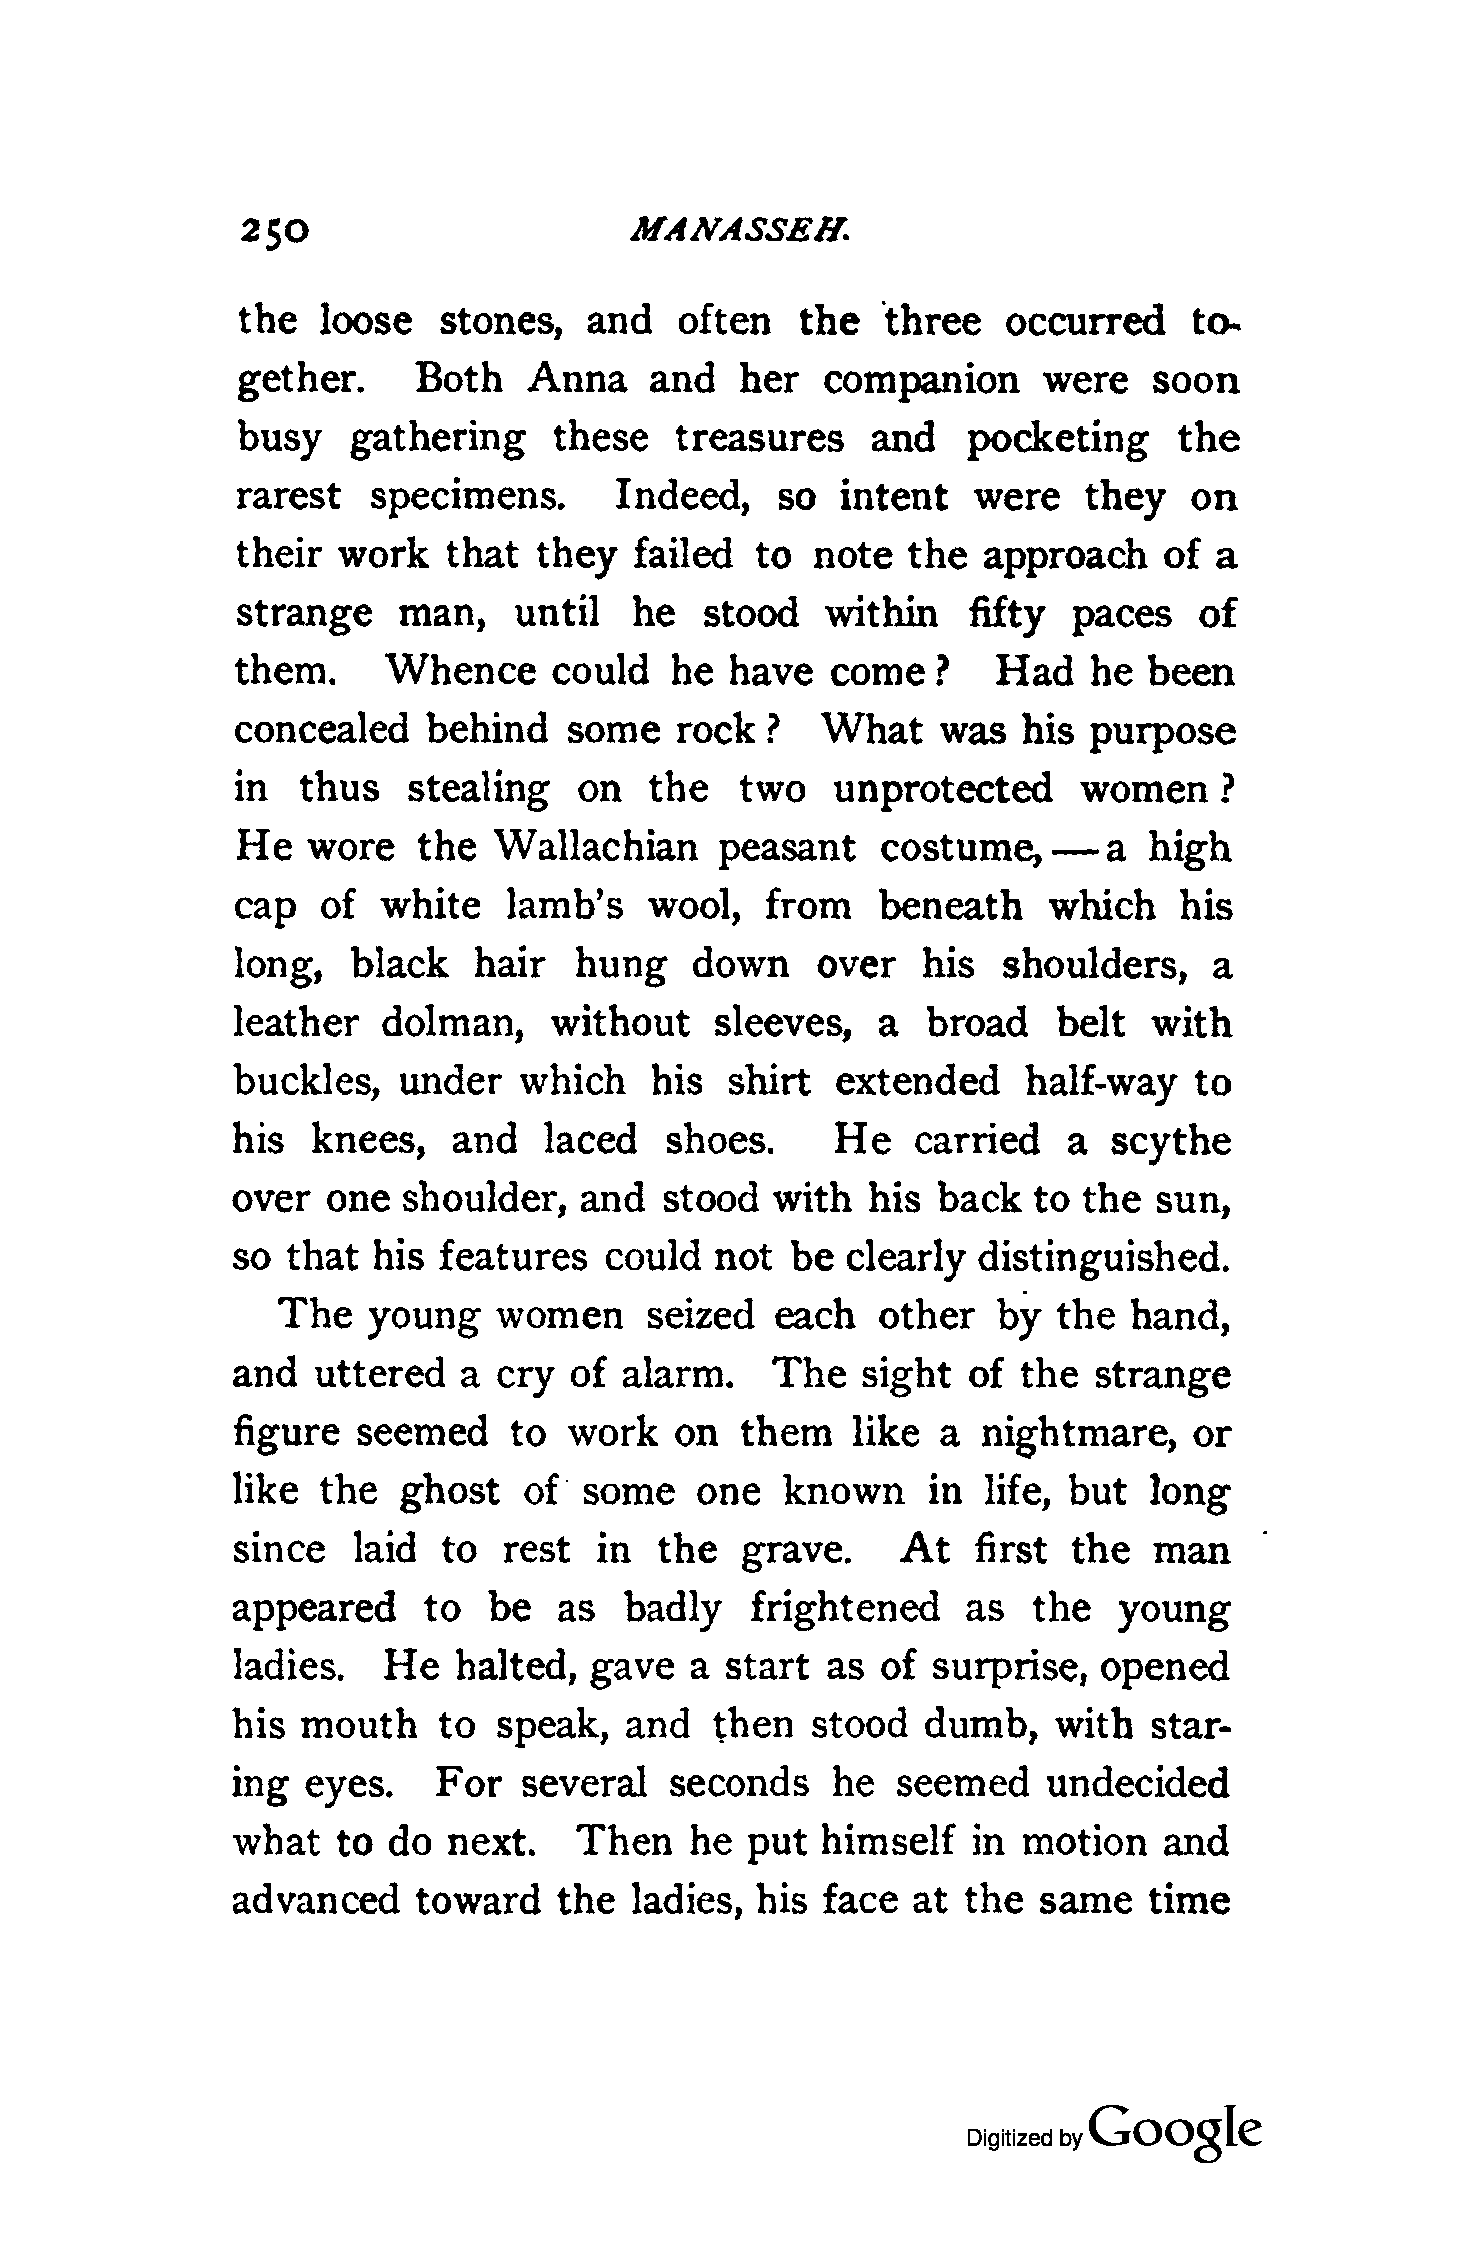 250 MANASSEH.
the loose stones, and often the three occurred to-
gether. Both Anna and her companion were soon
busy gathering these treasures and pocketing the
rarest specimens. Indeed, so intent were they on
their work that they failed to note the approach of a
strange man, until he stood within fifty paces of
them. Whence could he have come? Had he been
concealed behind some rock? What was his purpose
in thus stealing on the two unprotected women?
He wore the Wallachian peasant costume,—a high
cap of white lamb's wool, from beneath which his
long, black hair hung down over his shoulders, a
leather dolman, without sleeves, a broad belt with
buckles, under which his shirt extended half-way to
his knees, and laced shoes. He carried a scythe
over one shoulder, and stood with his back to the sun,
so that his features could not be clearly distinguished.
The young women seized each other by the hand,
and uttered a cry of alarm. The sight of the strange
figure seemed to work on them like a nightmare, or
like the ghost of some one known in life, but long
since laid to rest in the grave. At first the man
appeared to be as badly frightened as the young
ladies. He halted, gave a start as of surprise, opened
his mouth to speak, and then stood dumb, with star-
ing eyes. For several seconds he seemed undecided
what to do next. Then he put himself in motion and
advanced toward the ladies, his face at the same time
Digitized by Google